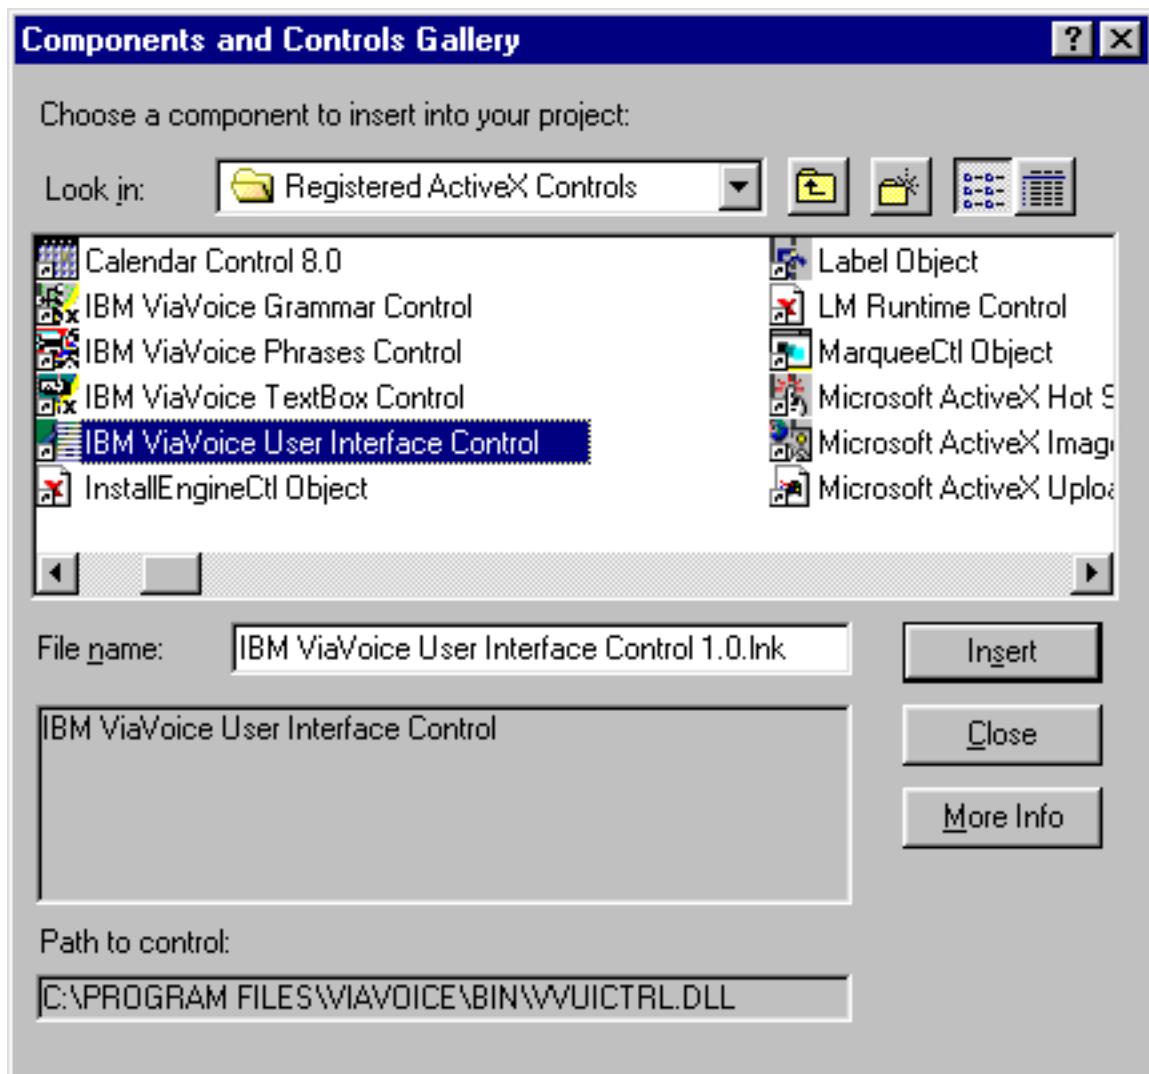 Components and Controls Gallery
Choose a component to insert into your project:
Look in: Registered ActiveX Controls
Calendar Control 8.0
IBM ViaVoice Grammar Control
IBM ViaVoice Phrases Control
IBM ViaVoice TextBox Control
IBM ViaVoice User Interface Control
InstallEngineCtl Object
Label Object
LM Runtime Control
MarqueeCtl Object
Microsoft ActiveX Hot S
Microsoft ActiveX Imag
Microsoft ActiveX Uploa
File name: IBM ViaVoice User Interface Control 1.0.lnk
Insert
IBM ViaVoice User Interface Control
Close
More Info
Path to control:
C:\PROGRAM FILES\VIAVOICE\BIN\VVUICTRL.DLL